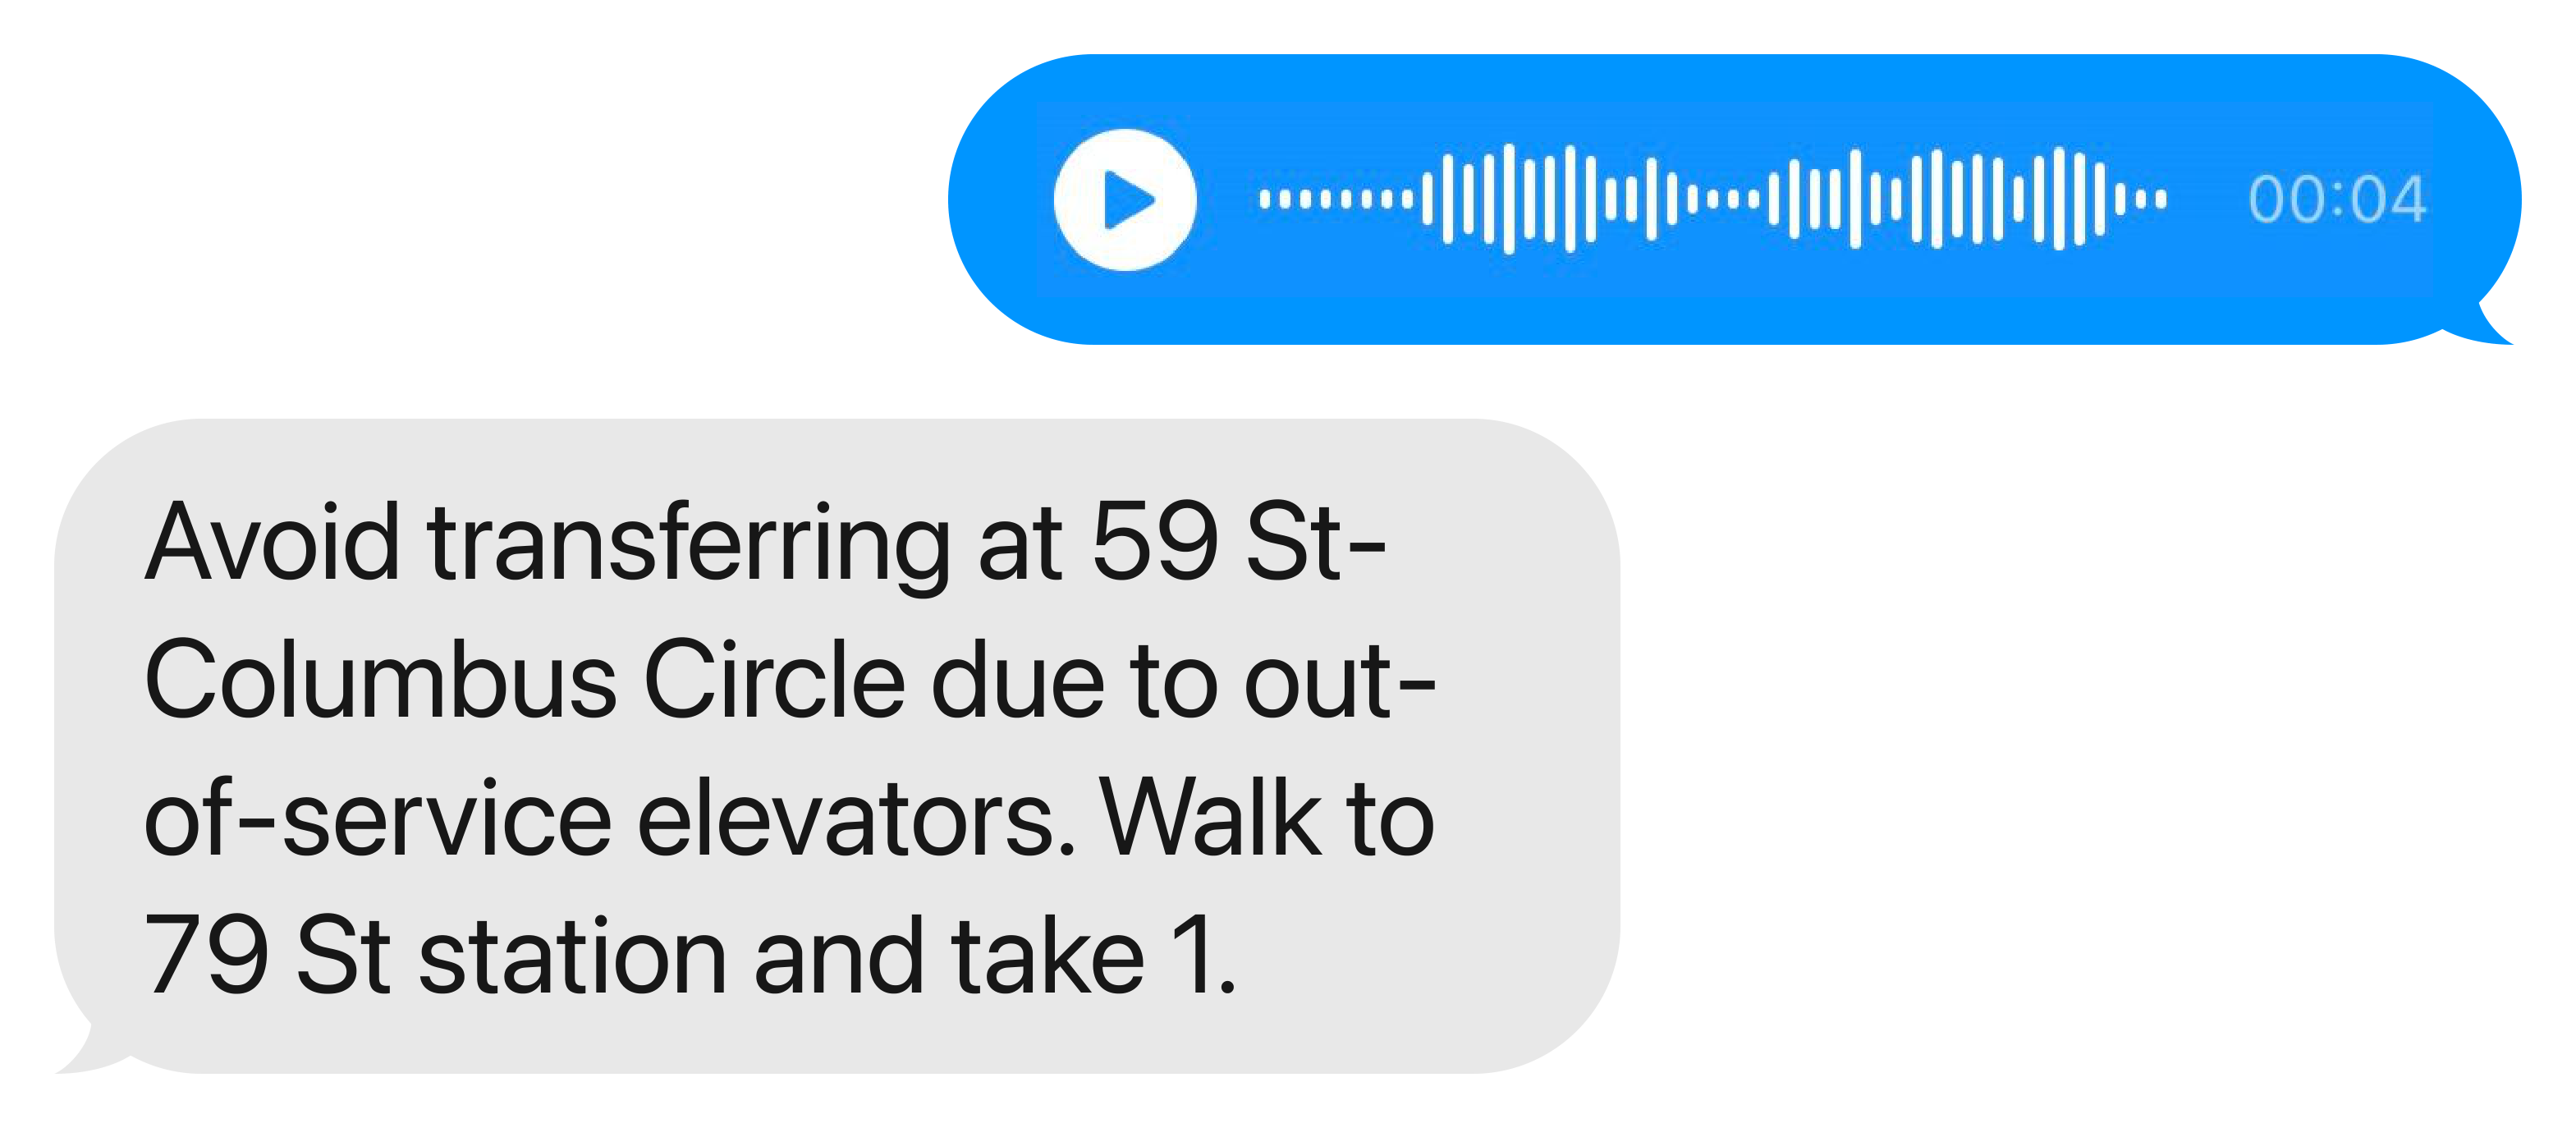 00:04
Avoid transferring at 59 St-
Columbus Circle due to out-
of-service elevators. Walk to
79 St station and take 1.